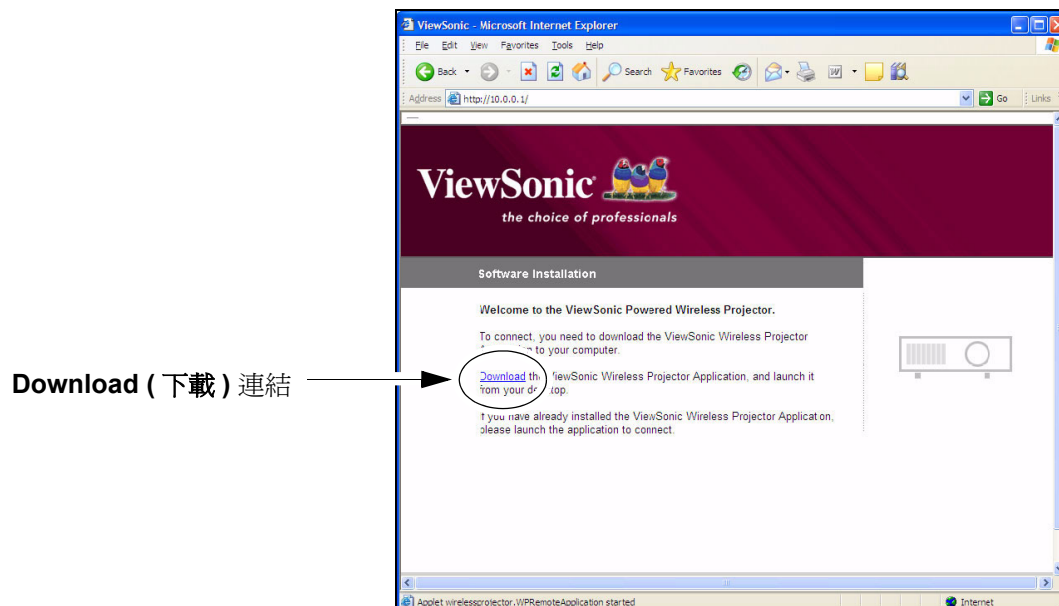 ViewSonic - Microsoft Internet Explorer
File Edit View Favorites Tools Help
Back Search Favorites
Address http://10.0.0.1/ Go Links
ViewSonic
the choice of professionals
Software Installation
Welcome to the ViewSonic Powered Wireless Projector.
To connect, you need to download the ViewSonic Wireless Projector
to your computer.
Download ( 下載 ) 連結
Download the ViewSonic Wireless Projector Application, and launch it
from your desktop.
If you have already installed the ViewSonic Wireless Projector Application,
please launch the application to connect.
Applet wirelessprojector.WPRemoteApplication started Internet